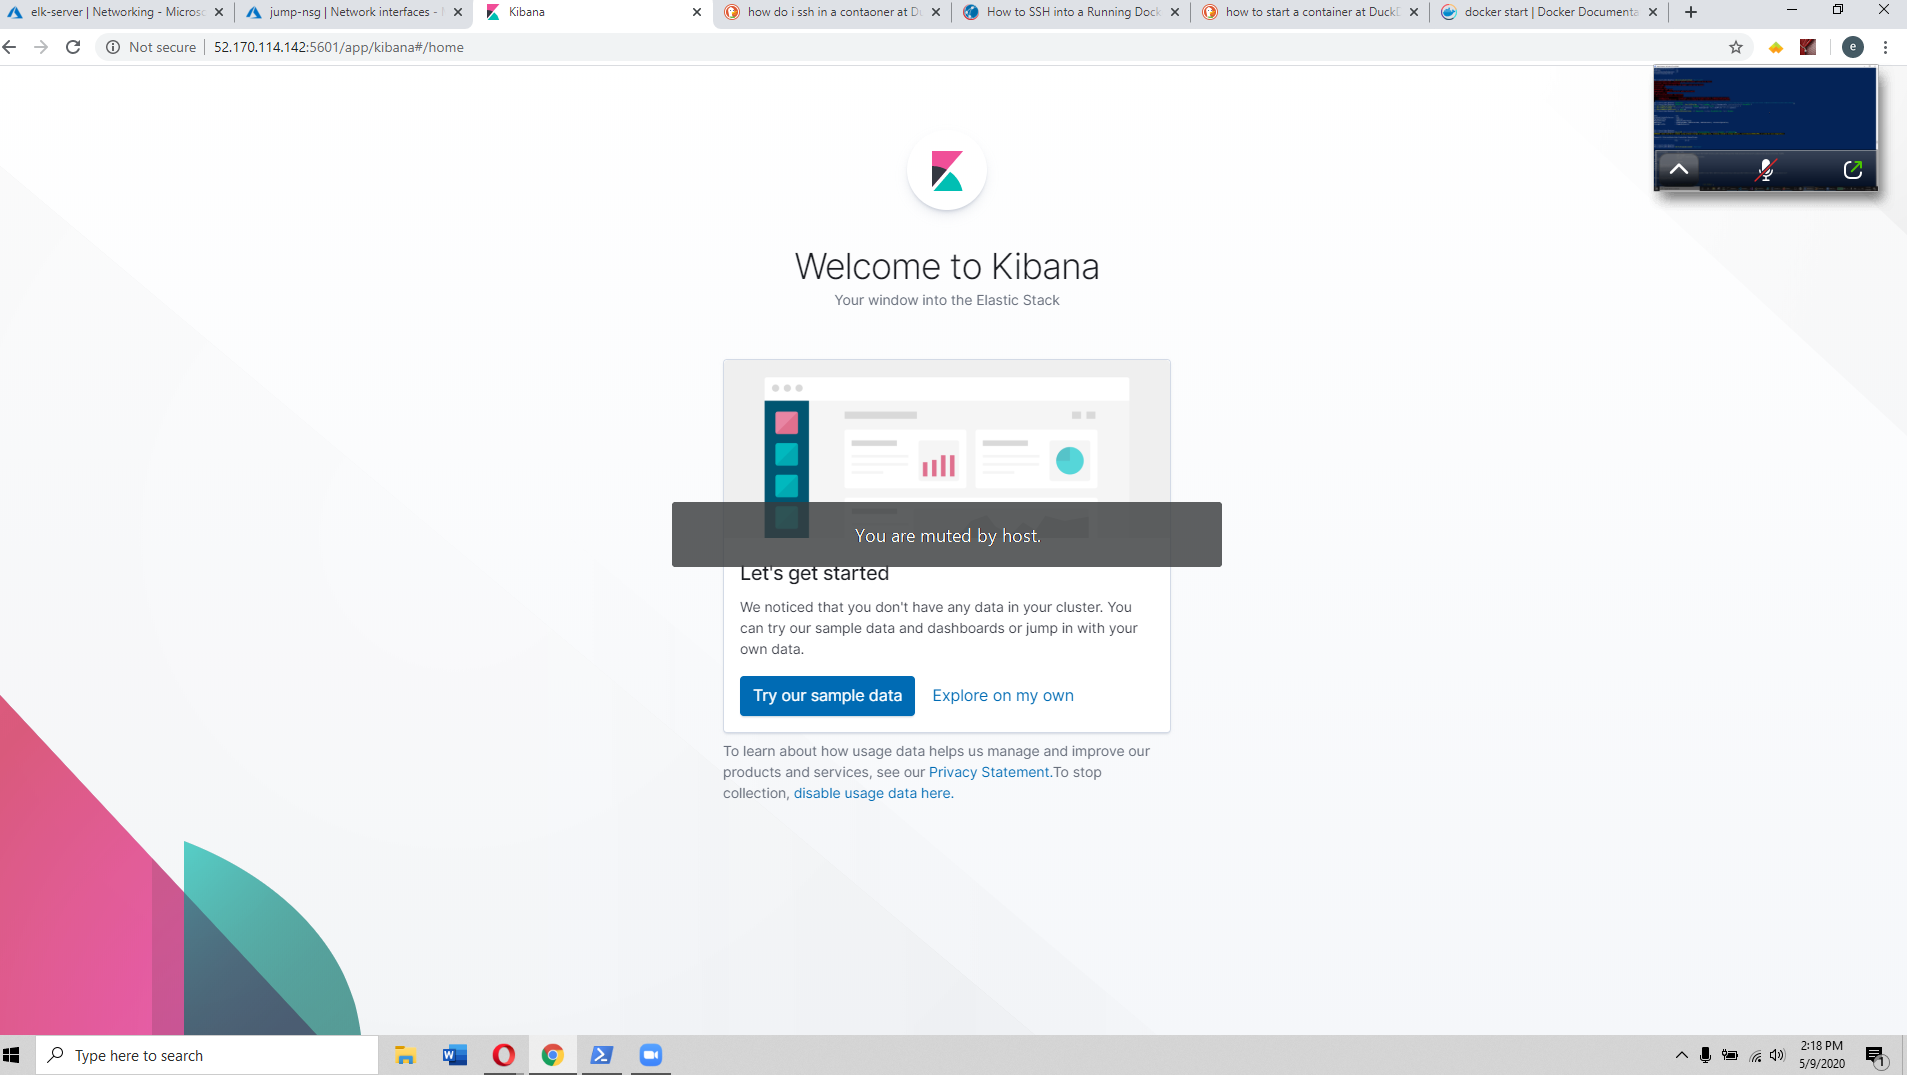 elk-server | Networking - Microsc
jump-nsg | Network interfaces -
Kibana
how do i ssh in a contaoner at Du
How to SSH into a Running Dock
how to start a container at DuckD
docker start | Docker Documenta
Not secure
52.170.114.142:5601/app/kibana#/home
e
Welcome to Kibana
Your window into the Elastic Stack
You are muted by host.
Let's get started
We noticed that you don't have any data in your cluster. You
can try our sample data and dashboards or jump in with your
own data.
Try our sample data
Explore on my own
To learn about how usage data helps us manage and improve our
products and services, see our Privacy Statement.To stop
collection, disable usage data here.
Type here to search
2:18 PM
5/9/2020
1